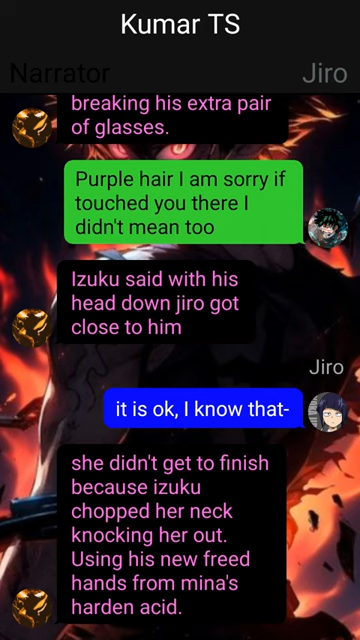 Kumar TS
Narrator
Jiro
breaking his extra pair
of glasses.
Purple hair I am sorry if
touched you there I
didn't mean too
Izuku said with his
head down jiro got
close to him
Jiro
it is ok, I know that-
she didn't get to finish
because izuku
chopped her neck
knocking her out.
Using his new freed
hands from mina's
harden acid.